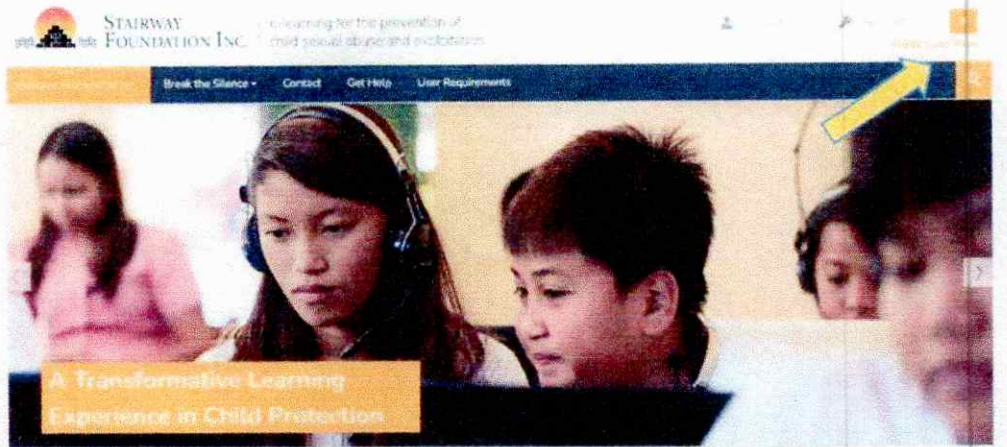 STAIRWAY
FOUNDATION INC.
e-learning for the prevention of
child sexual abuse and exploitation
Break the Silence
Contact
Get Help
User Requirements
A Transformative Learning
Experience in Child Protection